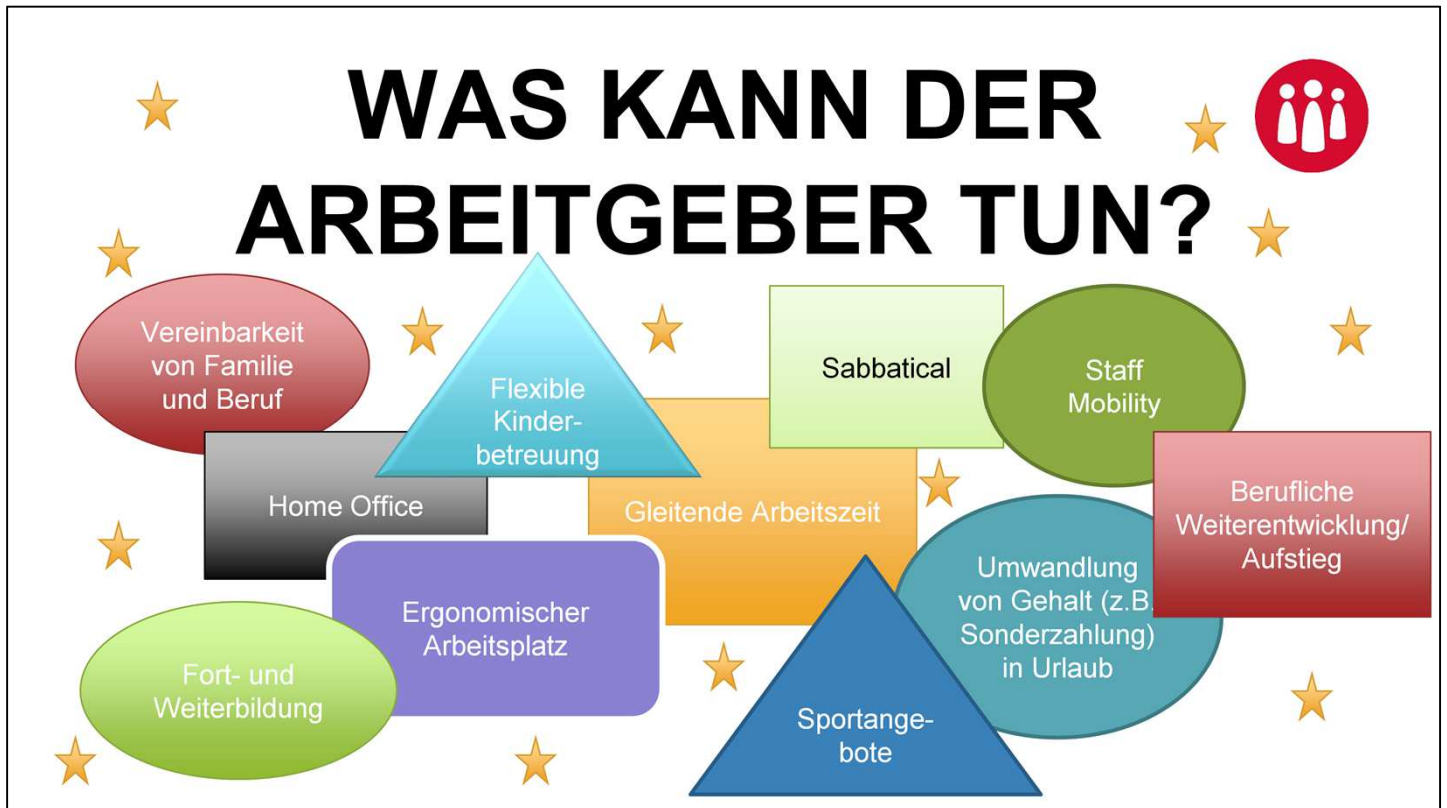 WAS KANN DER
ARBEITGEBER TUN?
Vereinbarkeit
von Familie
und Beruf
Flexible
Kinder-
betreuung
Sabbatical
Staff
Mobility
Home Office
Gleitende Arbeitszeit
Berufliche
Weiterentwicklung/
Aufstieg
Ergonomischer
Arbeitsplatz
Umwandlung
von Gehalt (z.B.
Sonderzahlung)
in Urlaub
Fort- und
Weiterbildung
Sportange-
bote